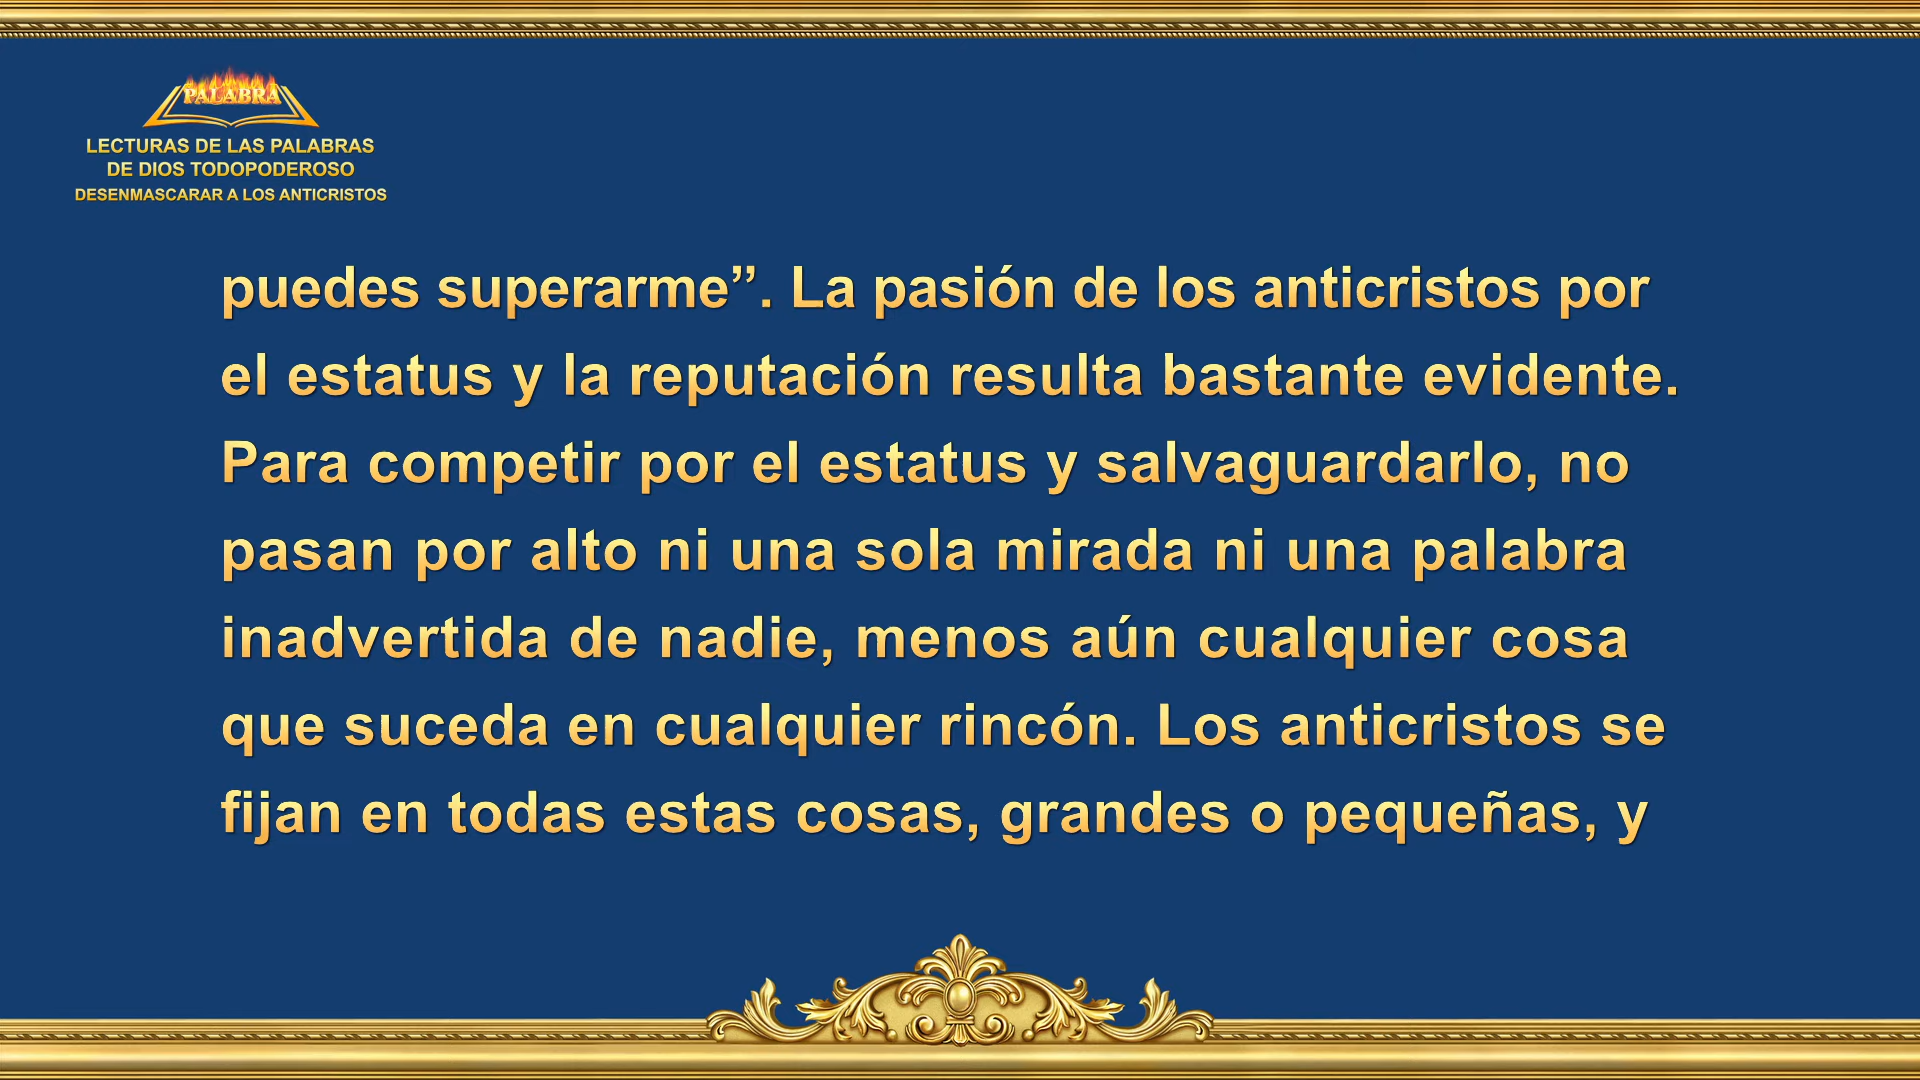 PALABRA
LECTURAS DE LAS PALABRAS
DE DIOS TODOPODEROSO
DESENMASCARAR A LOS ANTICRISTOS
puedes superarme”. La pasión de los anticristos por
el estatus y la reputación resulta bastante evidente.
Para competir por el estatus y salvaguardarlo, no
pasan por alto ni una sola mirada ni una palabra
inadvertida de nadie, menos aún cualquier cosa
que suceda en cualquier rincón. Los anticristos se
fijan en todas estas cosas, grandes o pequeñas, y